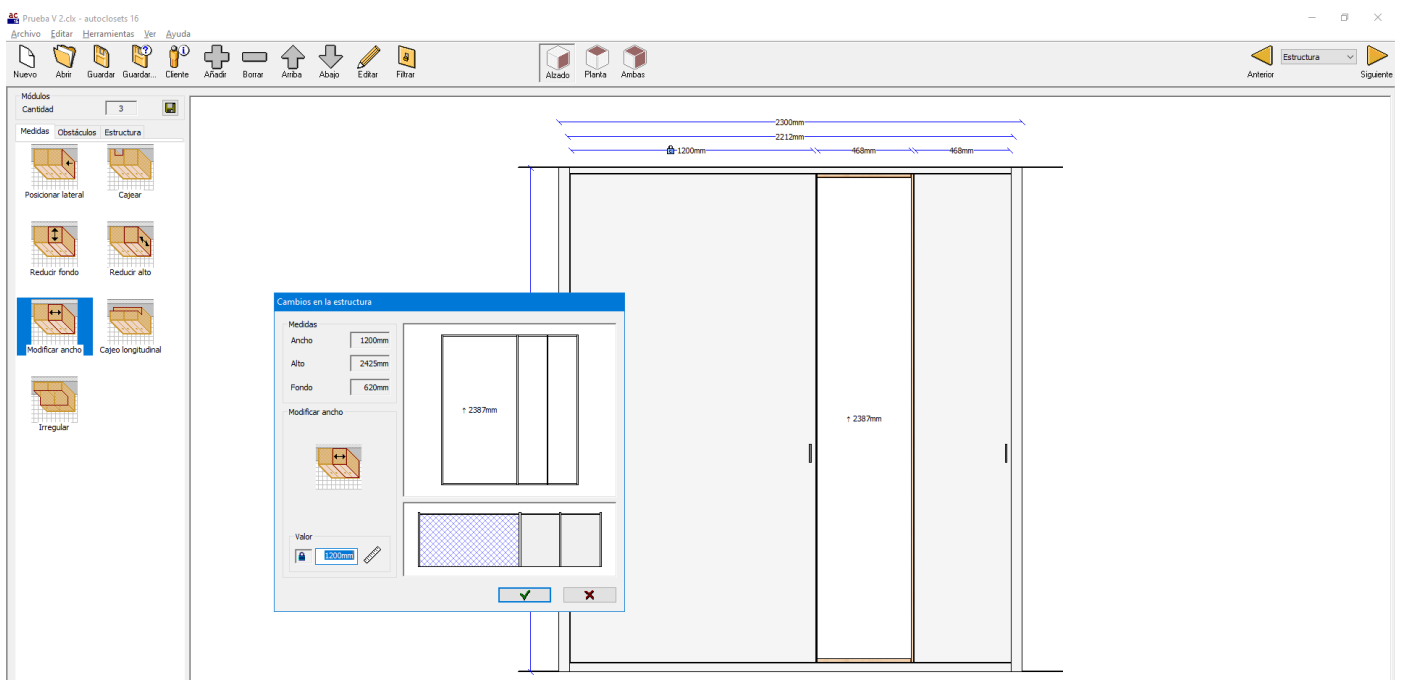 Prueba V 2.clx - autoclosets 16
Archivo Editar Herramientas Ver Ayuda
Nuevo Abrir Guardar Guardar... Cliente Añadir Borrar Arriba Abajo Editar Filtrar Alzado Planta Ambas Anterior Estructura Siguiente
Módulos
Cantidad 3
Medidas Obstáculos Estructura
Posicionar lateral Cajear
Reducir fondo Reducir alto
Modificar ancho Cajeo longitudinal
Irregular
2300mm
2212mm
1200mm 468mm 468mm
↑ 2387mm
Cambios en la estructura
Medidas
Ancho 1200mm
Alto 2425mm
Fondo 620mm
Modificar ancho
Valor
1200mm
↑ 2387mm